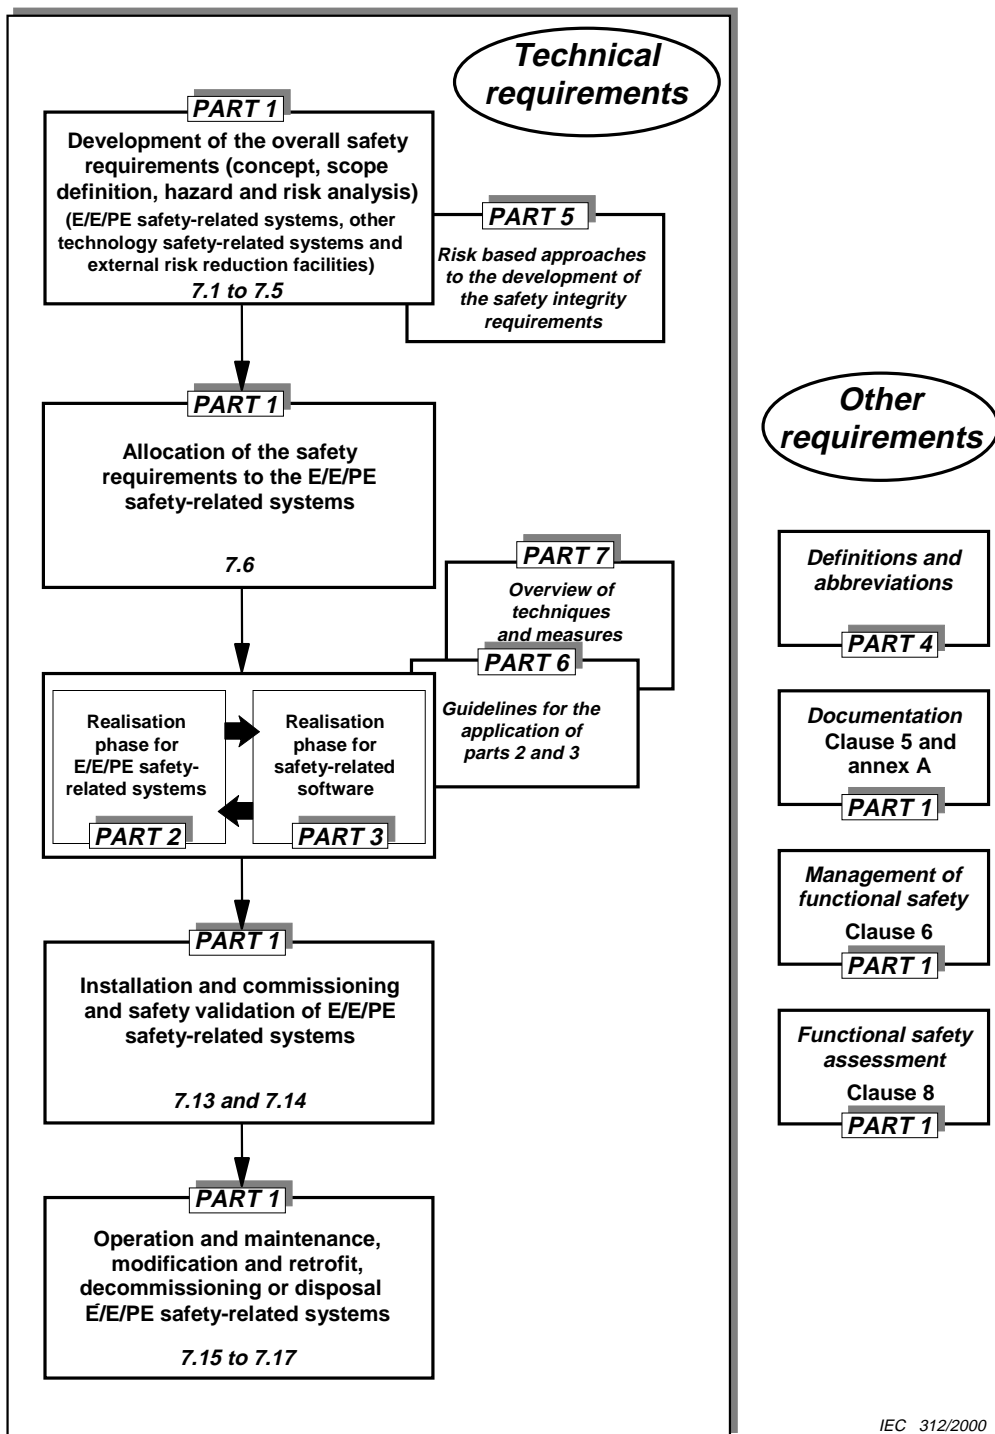 Technical
requirements
PART 1
Development of the overall safety
requirements (concept, scope
definition, hazard and risk analysis)
(E/E/PE safety-related systems, other
technology safety-related systems and
external risk reduction facilities)
7.1 to 7.5
PART 5
Risk based approaches
to the development of
the safety integrity
requirements
PART 1
Allocation of the safety
requirements to the E/E/PE
safety-related systems
7.6
PART 7
Overview of
techniques
and measures
PART 6
Guidelines for the
application of
parts 2 and 3
Realisation
phase for
E/E/PE safety-
related systems
PART 2
Realisation
phase for
safety-related
software
PART 3
PART 1
Installation and commissioning
and safety validation of E/E/PE
safety-related systems
7.13 and 7.14
PART 1
Operation and maintenance,
modification and retrofit,
decommissioning or disposal
E/E/PE safety-related systems
7.15 to 7.17
Other
requirements
Definitions and
abbreviations
PART 4
Documentation
Clause 5 and
annex A
PART 1
Management of
functional safety
Clause 6
PART 1
Functional safety
assessment
Clause 8
PART 1
IEC 312/2000